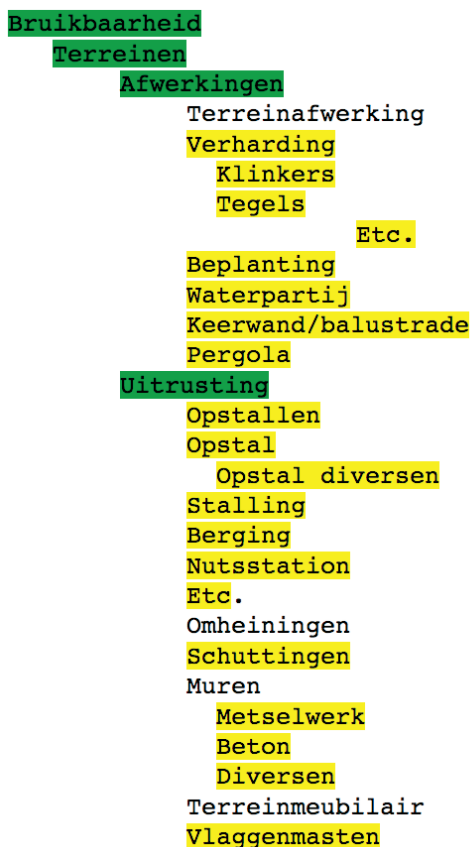 Bruikbaarheid
Terreinen
Afwerkingen
Terreinafwerking
Verharding
Klinkers
Tegels
Etc.
Beplanting
Waterpartij
Keerwand/balustrade
Pergola
Uitrusting
Opstallen
Opstal
Opstal diversen
Stalling
Berging
Nutsstation
Etc.
Omheiningen
Schuttingen
Muren
Metselwerk
Beton
Diversen
Terreinmeubilair
Vlaggenmasten